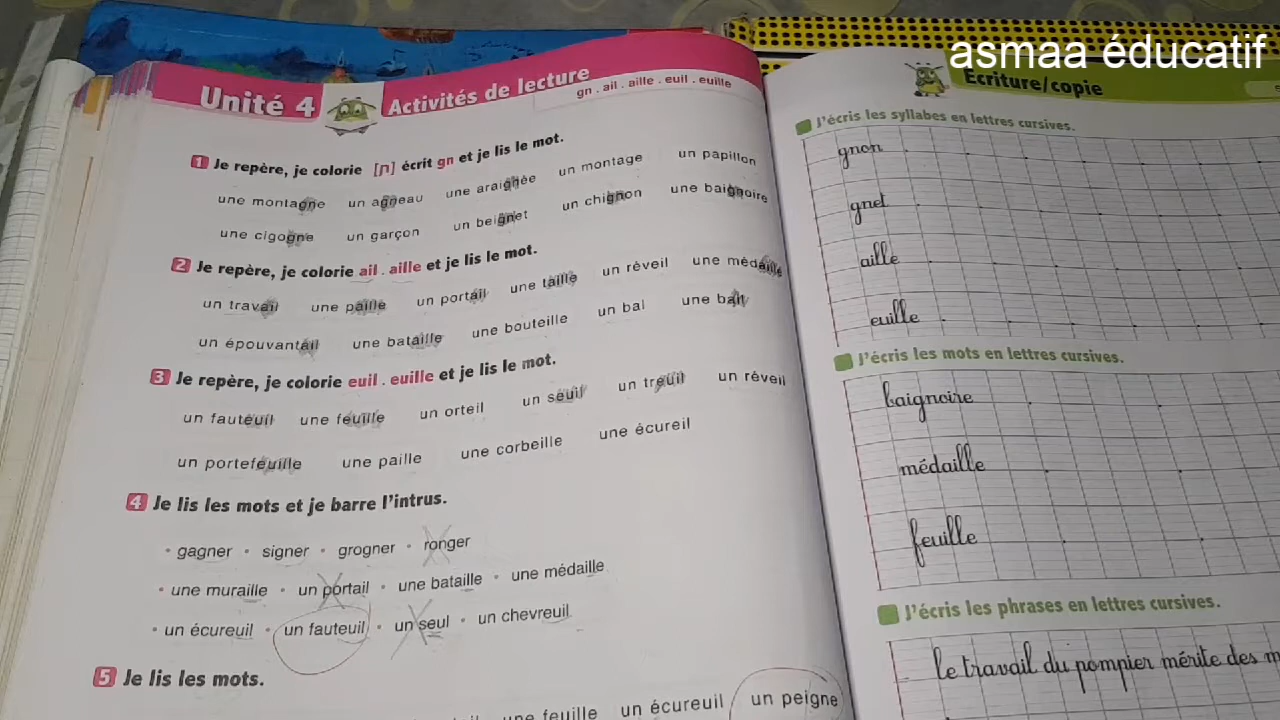 asmaa éducatif
Unité 4 Activités de lecture
gn . ail . aille . euil . euille
1 Je repère, je colorie [ɲ] écrit gn et je lis le mot.
une montagne un agneau une araignée un montage un papillon
une cigogne un garçon un beignet un chignon une baignoire
2 Je repère, je colorie ail . aille et je lis le mot.
un travail une paille un portail une taille un réveil une médaille
un épouvantail une bataille une bouteille un bal une bail
3 Je repère, je colorie euil . euille et je lis le mot.
un fauteuil une feuille un orteil un seuil un treuil un réveil
un portefeuille une paille une corbeille une écureil
4 Je lis les mots et je barre l'intrus.
• gagner • signer • grogner • ronger
• une muraille • un portail • une bataille • une médaille
• un écureuil • un fauteuil • un seul • un chevreuil
5 Je lis les mots.
une feuille un écureuil un peigne
Ecriture/copie
J'écris les syllabes en lettres cursives.
gnon
gnet
aille
euille
J'écris les mots en lettres cursives.
baignoire
médaille
feuille
J'écris les phrases en lettres cursives.
le travail du pompier mérite des m